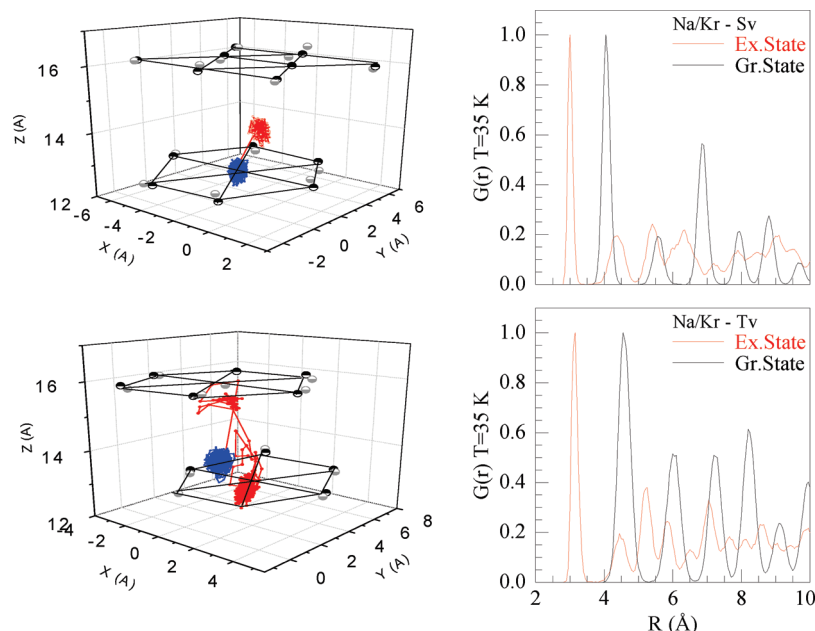 16
14
12
Z (A)
-6
-4
-2
0
2
X (A)
-2
0
2
4
6
Y (A)
Na/Kr - Sv
Ex.State
Gr.State
1.0
0.8
0.6
0.4
0.2
0.0
G(r) T=35 K
16
14
12
Z (A)
-4
-2
0
2
4
X (A)
0
2
4
6
8
Y (A)
Na/Kr - Tv
Ex.State
Gr.State
1.0
0.8
0.6
0.4
0.2
0.0
G(r) T=35 K
2
4
6
8
10
R (Å)